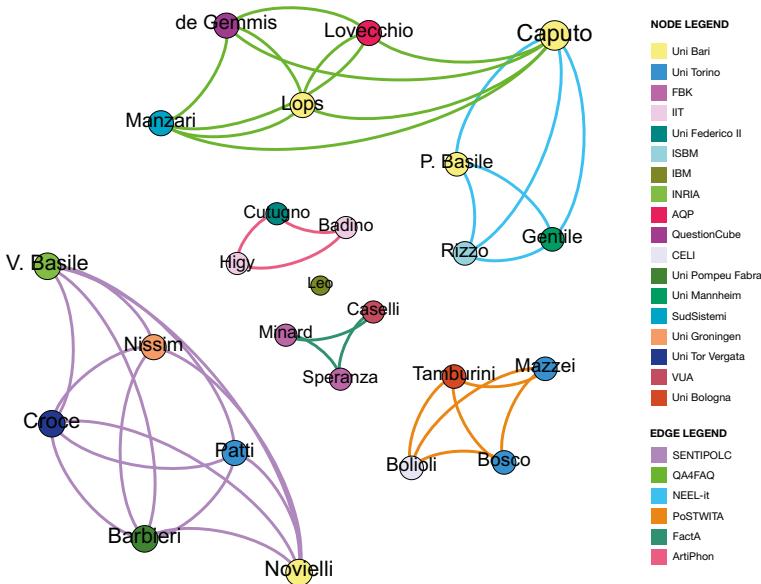 de Gemmis
Lovecchio
Caputo
Lops
Manzari
P. Basile
Rizzo
Gentile
Cutugno
Badino
Higy
Leo
Caselli
Minard
Speranza
V. Basile
Nissim
Croce
Patti
Barbieri
Novielli
Tamburini
Mazzei
Bolioli
Bosco
NODE LEGEND
Uni Bari
Uni Torino
FBK
IIT
Uni Federico II
ISBM
IBM
INRIA
AQP
QuestionCube
CELI
Uni Pompeu Fabra
Uni Mannheim
SudSistemi
Uni Groningen
Uni Tor Vergata
VUA
Uni Bologna
EDGE LEGEND
SENTIPOLC
QA4FAQ
NEEL-it
PoSTWITA
FactA
ArtiPhon